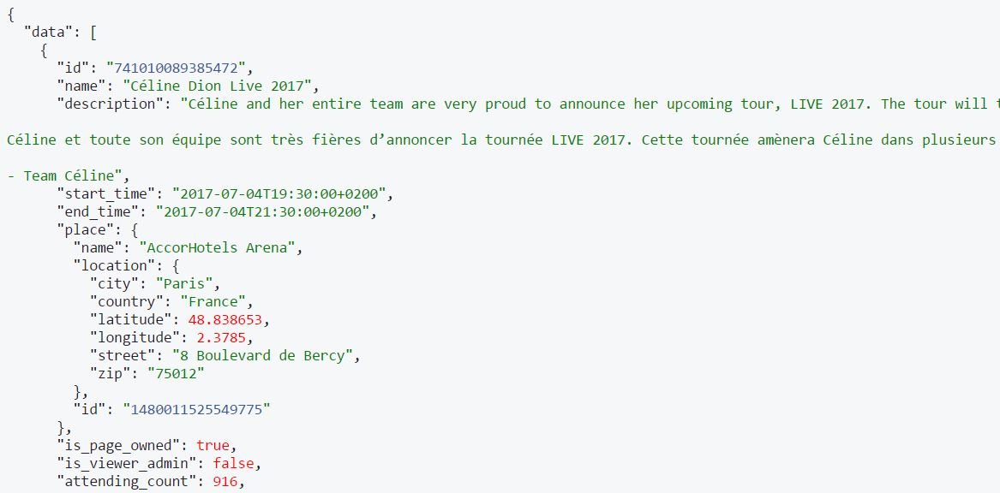 {
"data": [
{
"id": "741010089385472",
"name": "Céline Dion Live 2017",
"description": "Céline and her entire team are very proud to announce her upcoming tour, LIVE 2017. The tour will
Céline et toute son équipe sont très fières d’annoncer la tournée LIVE 2017. Cette tournée amènera Céline dans plusieurs
- Team Céline",
"start_time": "2017-07-04T19:30:00+0200",
"end_time": "2017-07-04T21:30:00+0200",
"place": {
"name": "AccorHotels Arena",
"location": {
"city": "Paris",
"country": "France",
"latitude": 48.838653,
"longitude": 2.3785,
"street": "8 Boulevard de Bercy",
"zip": "75012"
},
"id": "1480011525549775"
},
"is_page_owned": true,
"is_viewer_admin": false,
"attending_count": 916,